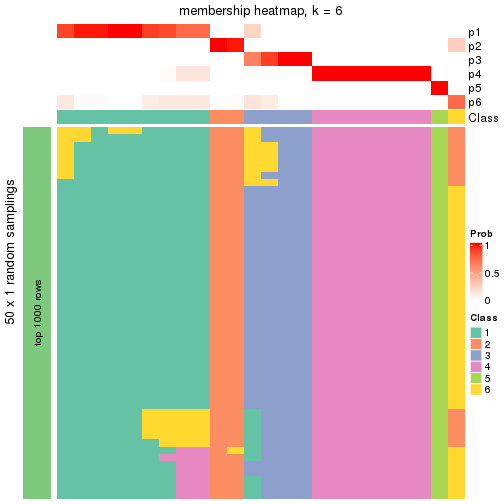 membership heatmap, k = 6
p1
p2
p3
p4
p5
p6
Class
50 x 1 random samplings
top 1000 rows
Prob
1
0.5
0
Class
1
2
3
4
5
6